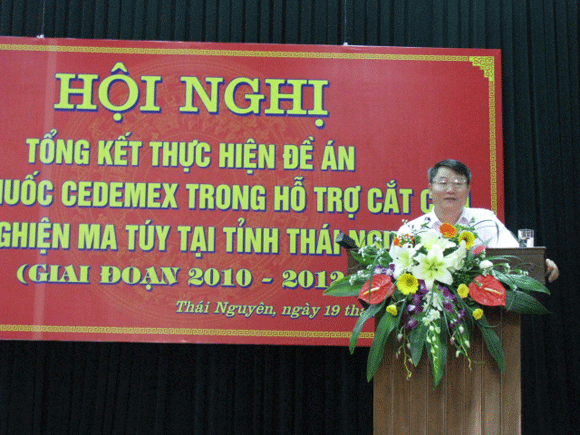 HỘI NGHỊ
TỔNG KẾT THỰC HIỆN ĐỀ ÁN
CEDEMEX TRONG HỖ TRỢ CẮT
MA TÚY TẠI TỈNH THÁI
(GIAI ĐOẠN 2010 - 2012
Thái Nguyên, ngày 19